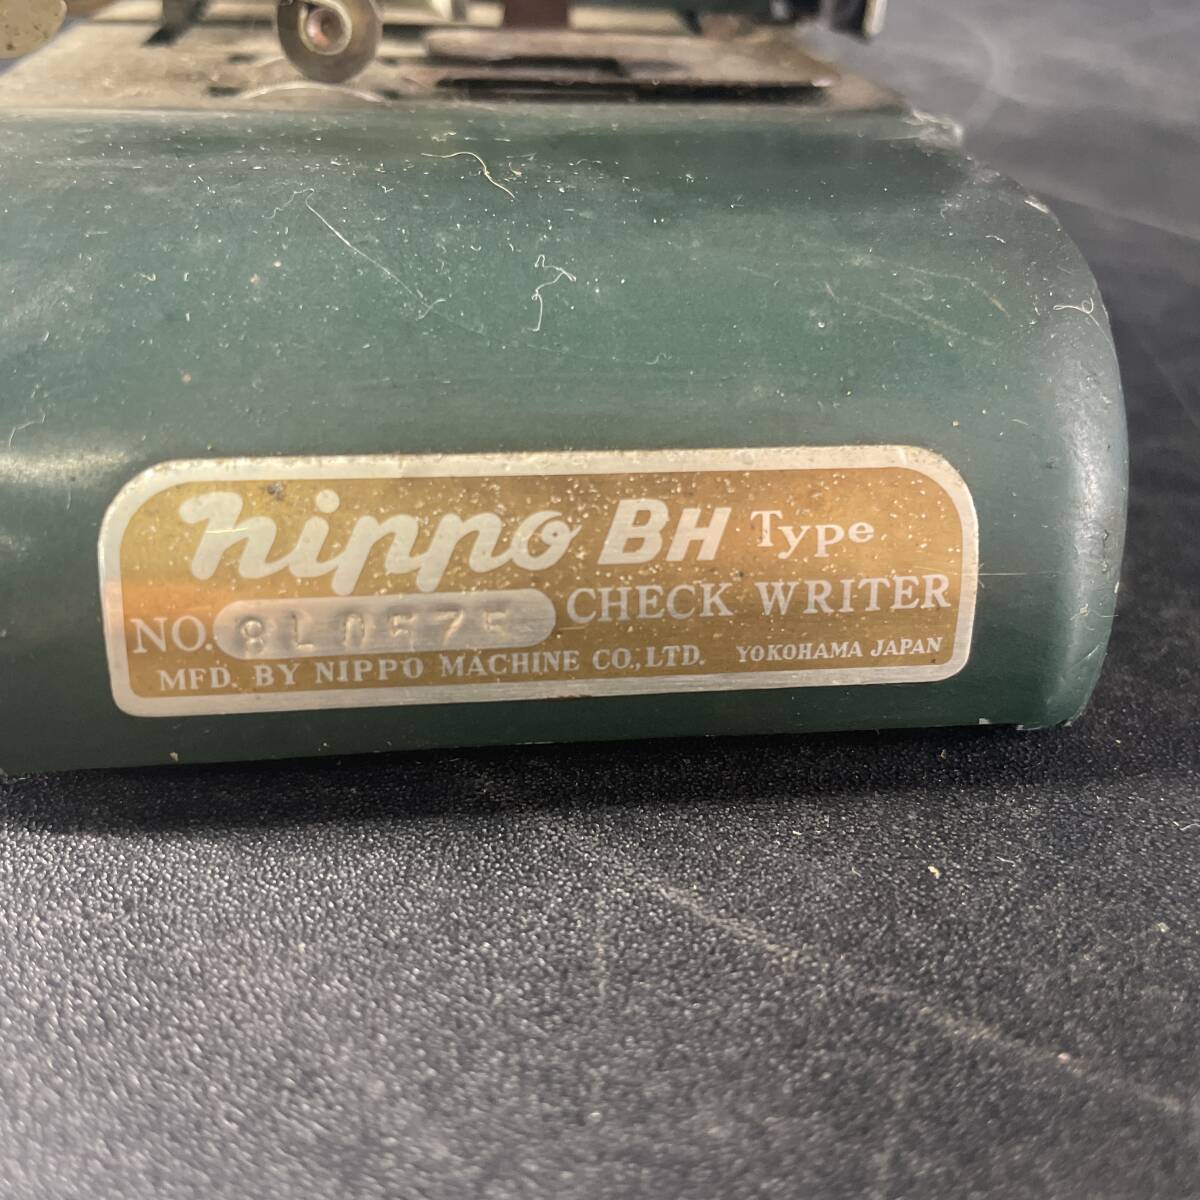 nippo BH Type
CHECK WRITER
NO. 8L0575
MFD. BY NIPPO MACHINE CO., LTD. YOKOHAMA JAPAN